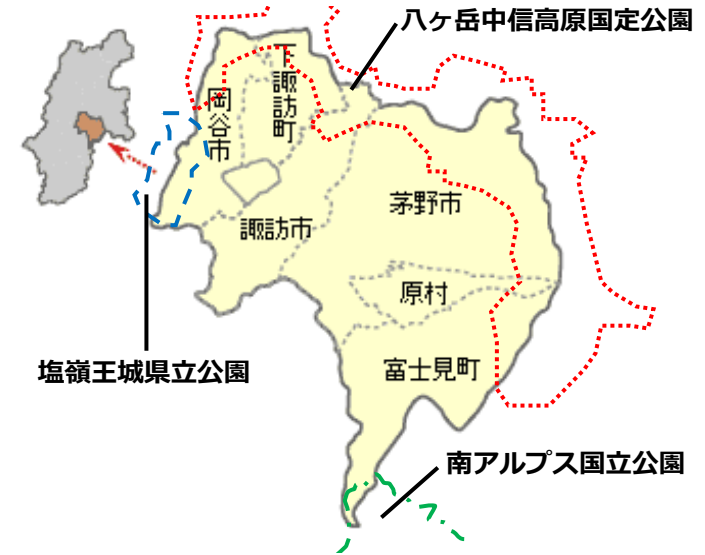 八ヶ岳中信高原国定公園
下諏訪町
岡谷市
茅野市
諏訪市
原村
富士見町
塩嶺王城県立公園
南アルプス国立公園